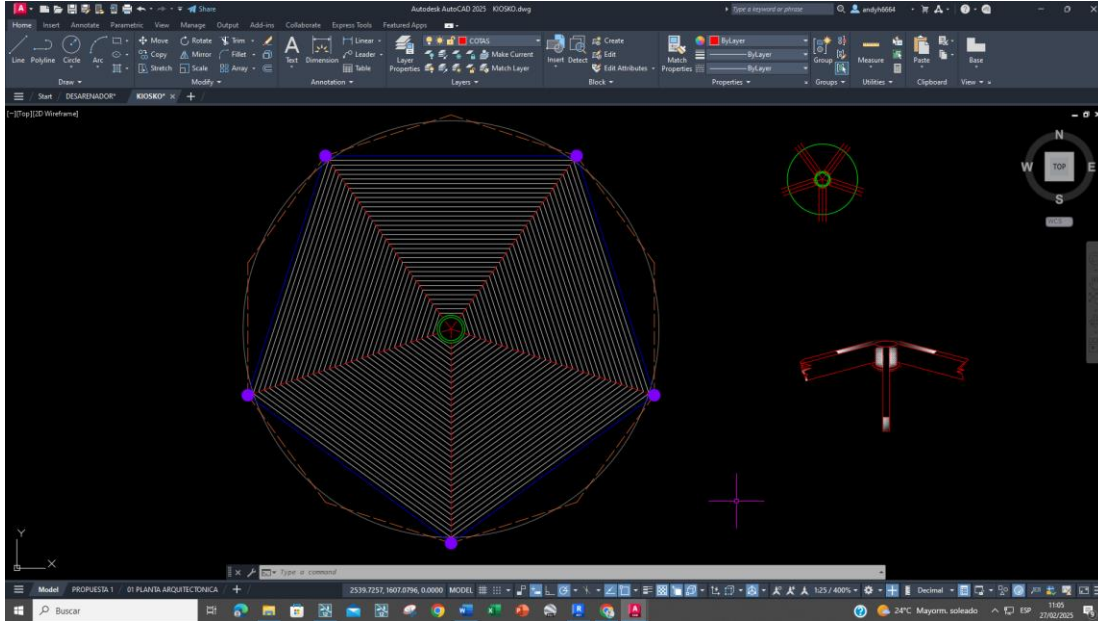 Share
Autodesk AutoCAD 2025 KIOSKO.dwg
Type a keyword or phrase
andyh6664
Home Insert Annotate Parametric View Manage Output Add-ins Collaborate Express Tools Featured Apps
Move Rotate Trim
Linear
COTAS
Create
ByLayer
Copy Mirror Fillet
Leader
Make Current
Edit
ByLayer
Line Polyline Circle Arc
Stretch Scale Array
Text Dimension
Table
Layer Properties
Match Layer
Insert Detect
Edit Attributes
Match Properties
ByLayer
Group
Measure
Paste
Base
Draw
Modify
Annotation
Layers
Block
Properties
Groups
Utilities
Clipboard
View
Start DESARENADOR* KIOSKO* × +
[−][Top][2D Wireframe]
N
W TOP E
S
Y
X
Type a command
Model PROPUESTA 1 01 PLANTA ARQUITECTONICA +
2539.7257, 1607.0796, 0.0000 MODEL
1:25 / 400%
Decimal
Buscar
24°C Mayorm. soleado
ESP
11:05
27/02/2025